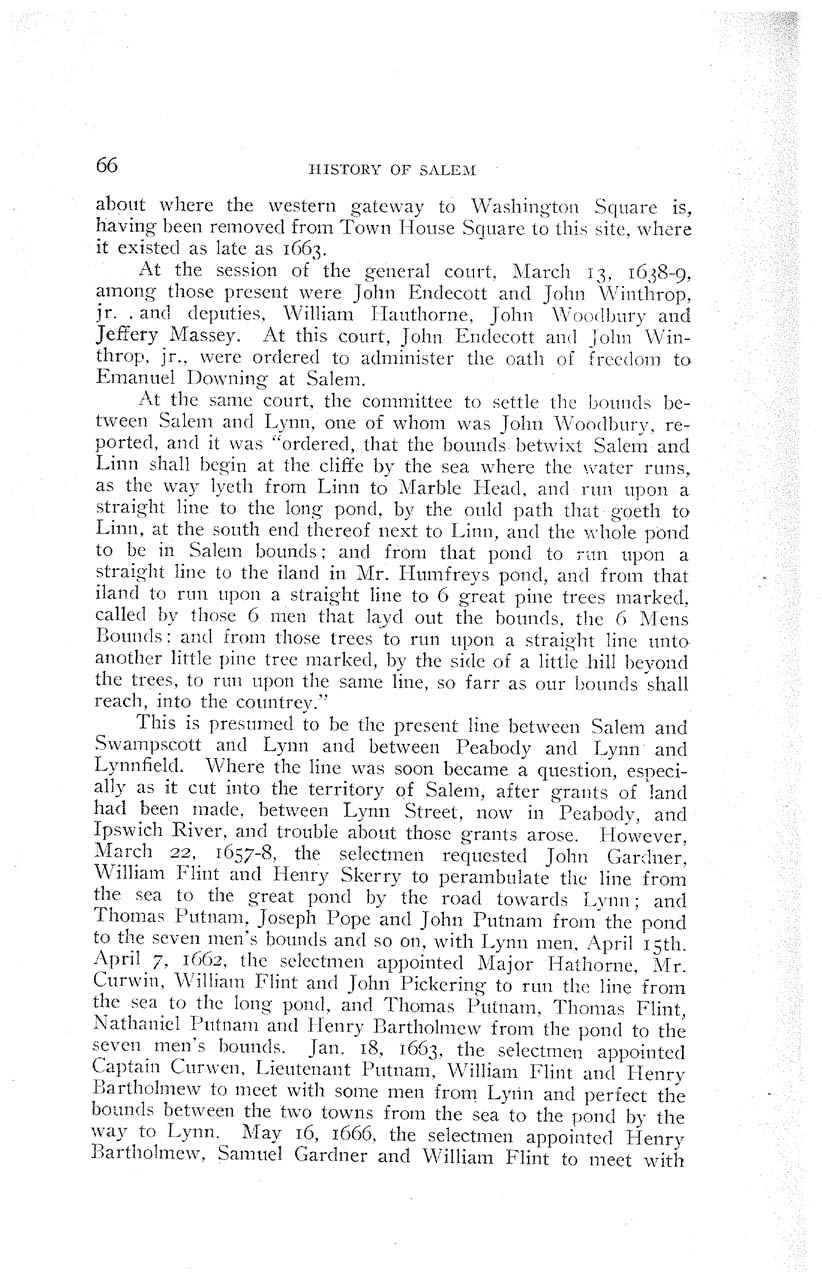 66 HISTORY OF SALEM
about where the western gateway to Washington Square is,
having been removed from Town House Square to this site, where
it existed as late as 1663.
At the session of the general court, March 13, 1638-9,
among those present were John Endecott and John Winthrop,
jr. . and deputies, William Hauthorne, John Woodbury and
Jeffery Massey. At this court, John Endecott and John Win-
throp, jr., were ordered to administer the oath of freedom to
Emanuel Downing at Salem.
At the same court, the committee to settle the bounds be-
tween Salem and Lynn, one of whom was John Woodbury, re-
ported, and it was "ordered, that the bounds betwixt Salem and
Linn shall begin at the cliffe by the sea where the water runs,
as the way lyeth from Linn to Marble Head, and run upon a
straight line to the long pond, by the ould path that goeth to
Linn, at the south end thereof next to Linn, and the whole pond
to be in Salem bounds; and from that pond to run upon a
straight line to the iland in Mr. Humfreys pond, and from that
iland to run upon a straight line to 6 great pine trees marked,
called by those 6 men that layd out the bounds, the 6 Mens
Bounds; and from those trees to run upon a straight line unto
another little pine tree marked, by the side of a little hill beyond
the trees, to run upon the same line, so farr as our bounds shall
reach, into the countrey."
This is presumed to be the present line between Salem and
Swampscott and Lynn and between Peabody and Lynn and
Lynnfield. Where the line was soon became a question, especi-
ally as it cut into the territory of Salem, after grants of land
had been made, between Lynn Street, now in Peabody, and
Ipswich River, and trouble about those grants arose. However,
March 22, 1657-8, the selectmen requested John Gardner,
William Flint and Henry Skerry to perambulate the line from
the sea to the great pond by the road towards Lynn; and
Thomas Putnam, Joseph Pope and John Putnam from the pond
to the seven men's bounds and so on, with Lynn men, April 15th.
April 7, 1662, the selectmen appointed Major Hathorne, Mr.
Curwin, William Flint and John Pickering to run the line from
the sea to the long pond, and Thomas Putnam, Thomas Flint,
Nathaniel Putnam and Henry Bartholmew from the pond to the
seven men's bounds. Jan. 18, 1663, the selectmen appointed
Captain Curwen, Lieutenant Putnam, William Flint and Henry
Bartholmew to meet with some men from Lynn and perfect the
bounds between the two towns from the sea to the pond by the
way to Lynn. May 16, 1666, the selectmen appointed Henry
Bartholmew, Samuel Gardner and William Flint to meet with